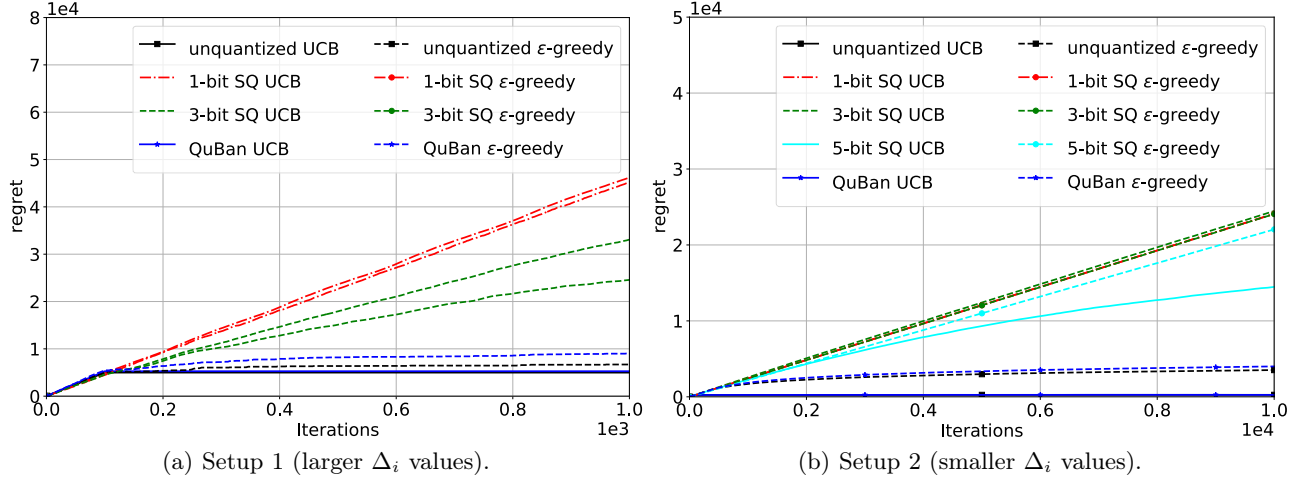 1e4
8
7
6
5
4
3
2
1
0
regret
unquantized UCB
1-bit SQ UCB
3-bit SQ UCB
QuBan UCB
unquantized ε-greedy
1-bit SQ ε-greedy
3-bit SQ ε-greedy
QuBan ε-greedy
0.0 0.2 0.4 0.6 0.8 1.0
Iterations
1e3
(a) Setup 1 (larger Δi values).
1e4
5
4
3
2
1
0
regret
unquantized UCB
1-bit SQ UCB
3-bit SQ UCB
5-bit SQ UCB
QuBan UCB
unquantized ε-greedy
1-bit SQ ε-greedy
3-bit SQ ε-greedy
5-bit SQ ε-greedy
QuBan ε-greedy
0.0 0.2 0.4 0.6 0.8 1.0
Iterations
1e4
(b) Setup 2 (smaller Δi values).